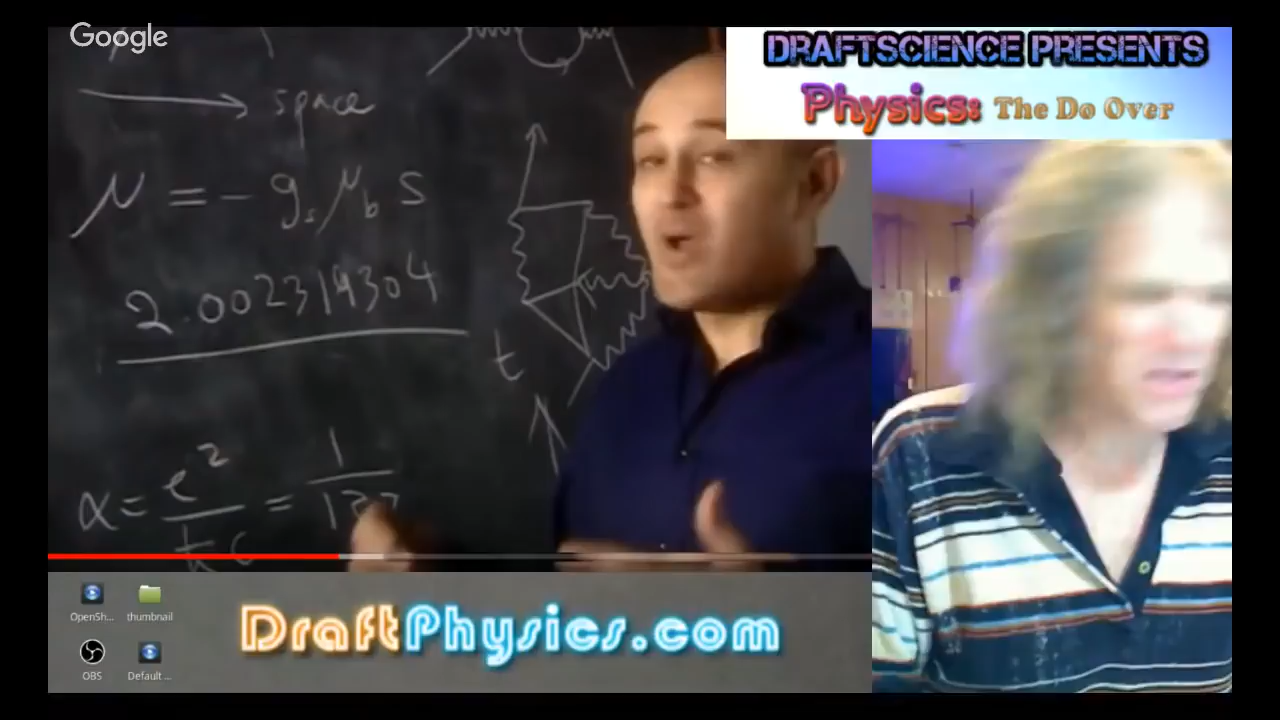 Google
DRAFTSCIENCE PRESENTS
Physics: The Do Over
space
μ = - gₛ μ_b s
2.002319304
t
α = e² / ħc = 1 / 137
OpenSh...
thumbnail
OBS
Default ...
DraftPhysics.com